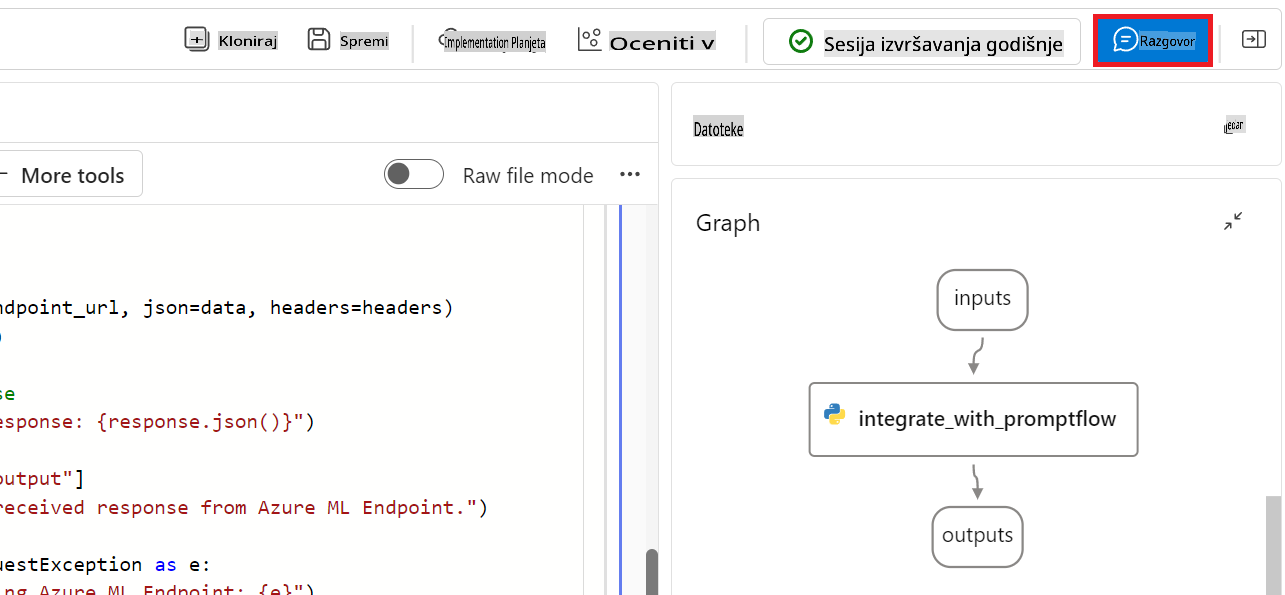 Kloniraj
Spremi
Implementation Planjeta
Oceniti v
Sesija izvršavanja godišnje
Razgovor
Datoteke
More tools
Raw file mode
Graph
inputs
integrate_with_promptflow
outputs
ndpoint_url, json=data, headers=headers)
)
se
esponse: {response.json()}")
output"]
received response from Azure ML Endpoint.")
uestException as e:
ing Azure ML Endpoint: {e}")